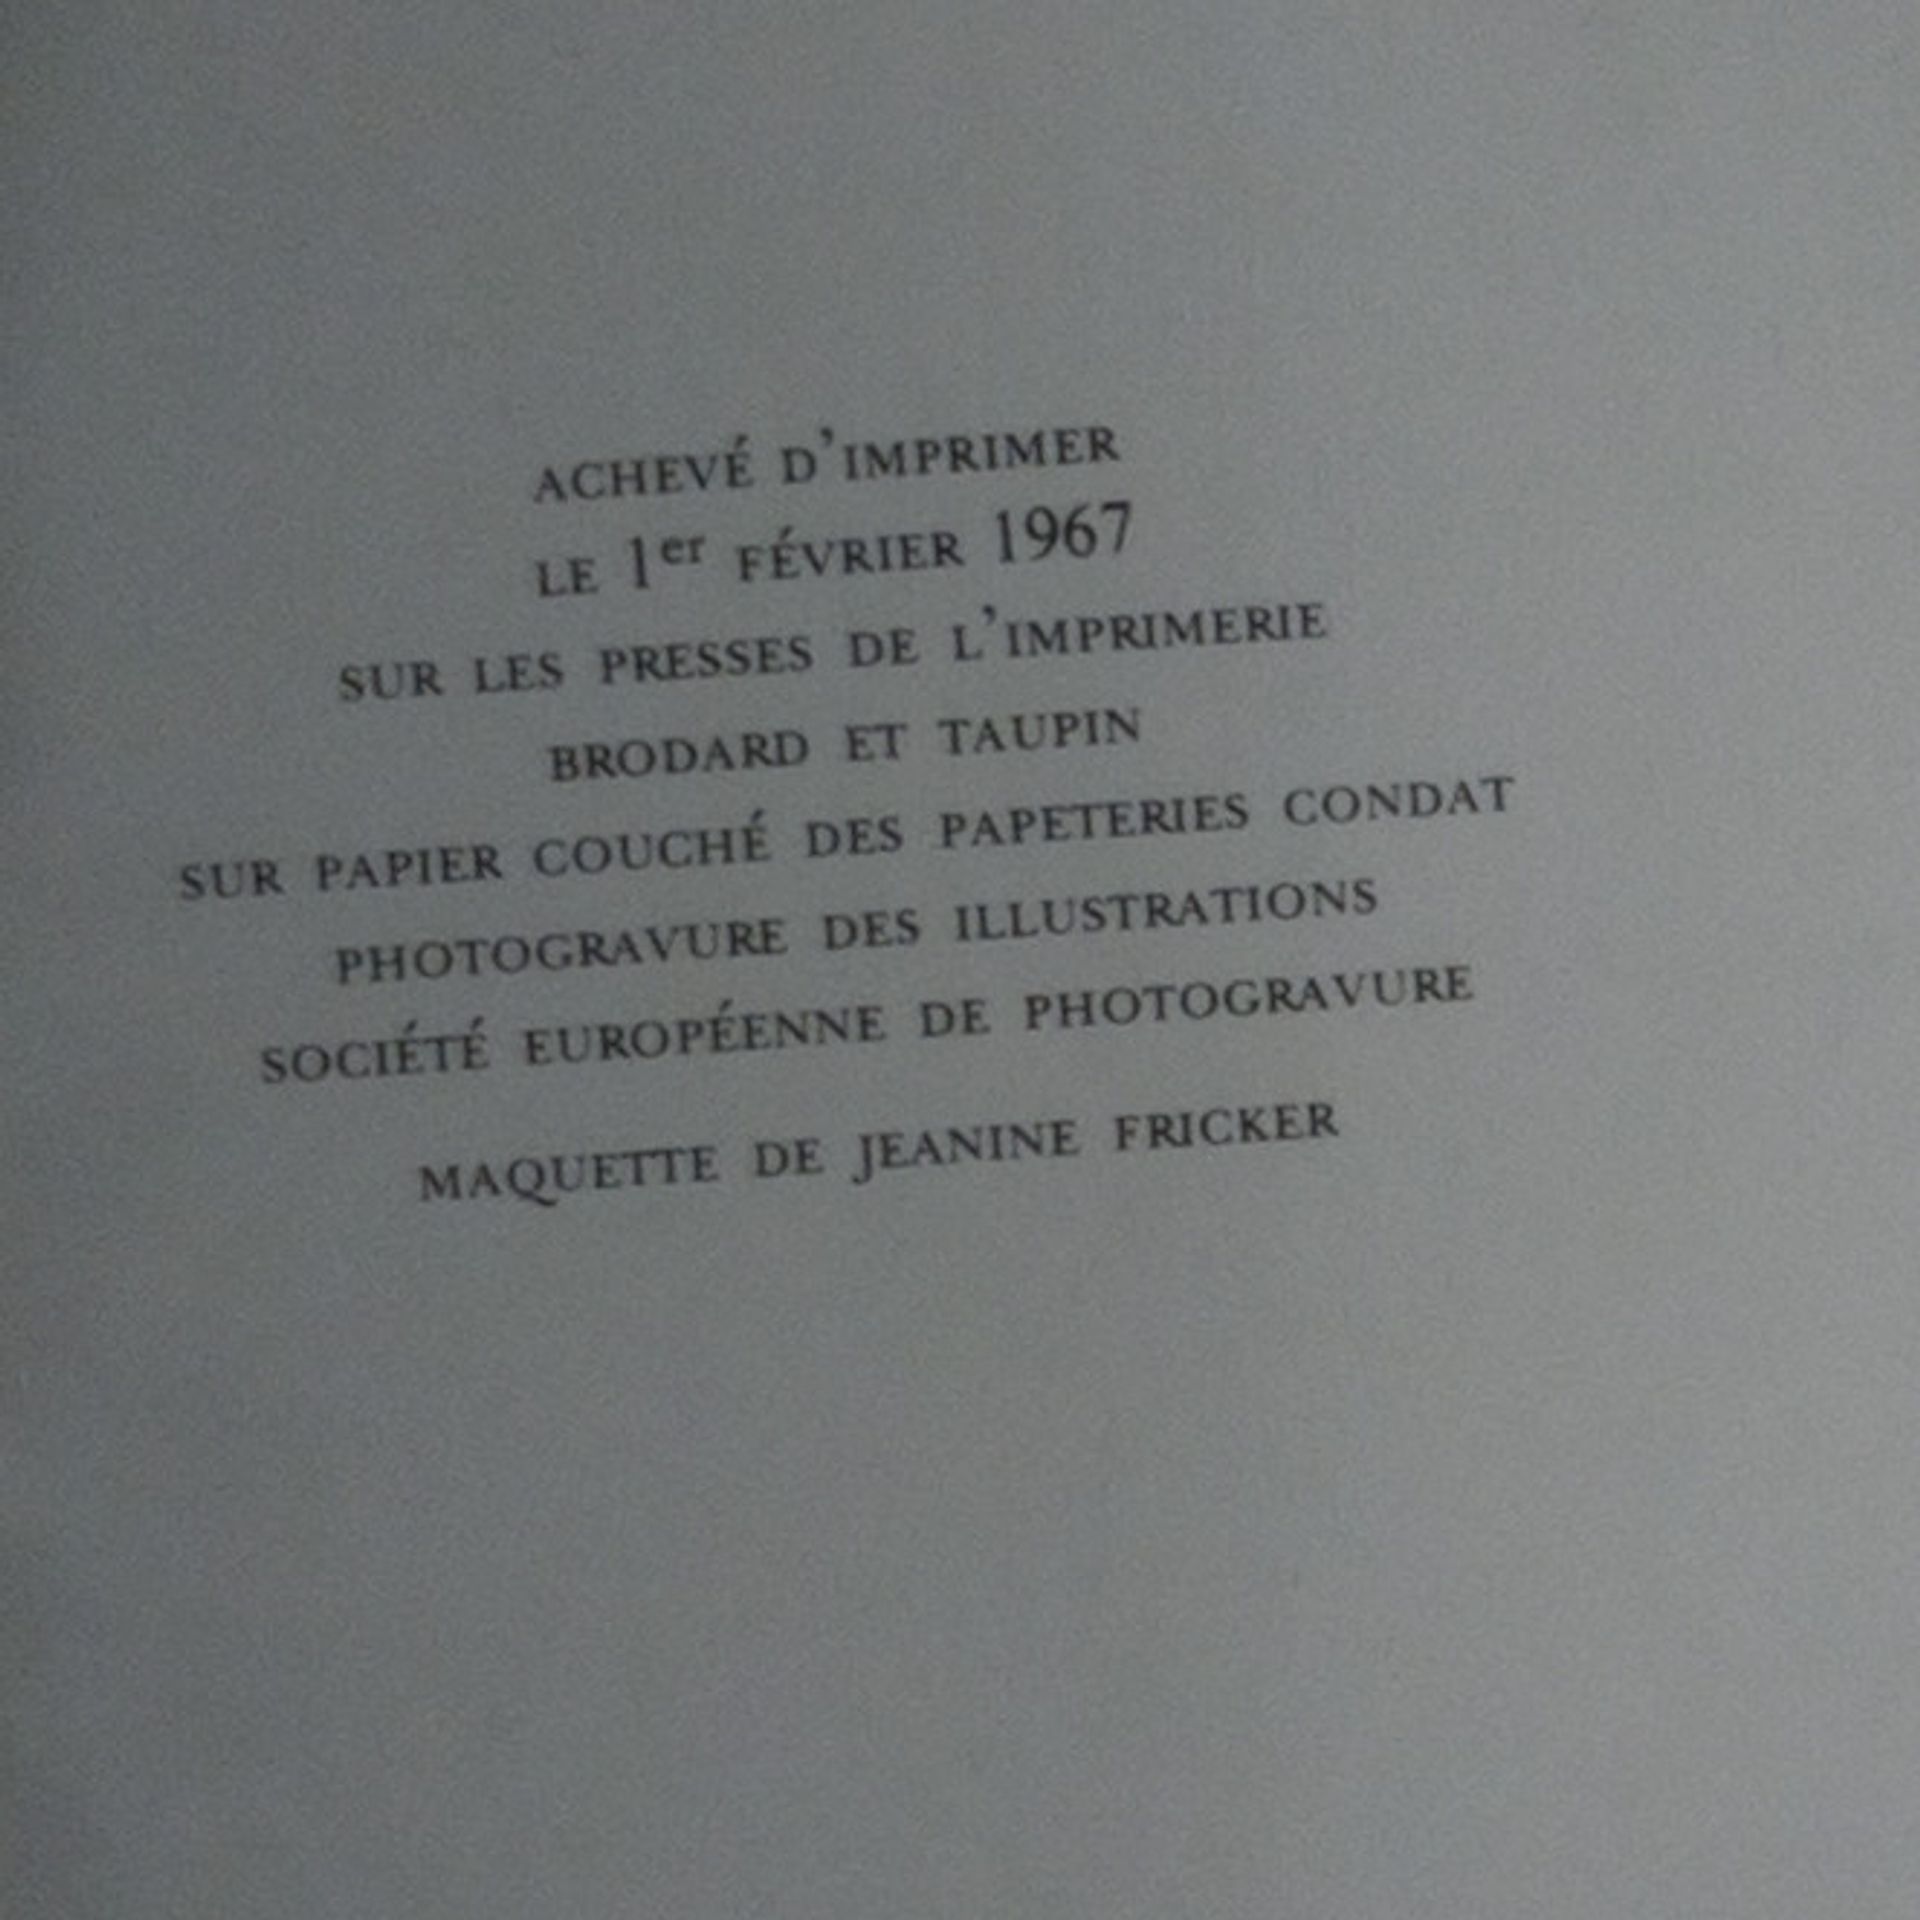 ACHEVÉ D'IMPRIMER
LE 1er FÉVRIER 1967
SUR LES PRESSES DE L'IMPRIMERIE
BRODARD ET TAUPIN
SUR PAPIER COUCHÉ DES PAPETERIES CONDAT
PHOTOGRAVURE DES ILLUSTRATIONS
SOCIÉTÉ EUROPÉENNE DE PHOTOGRAVURE
MAQUETTE DE JEANINE FRICKER